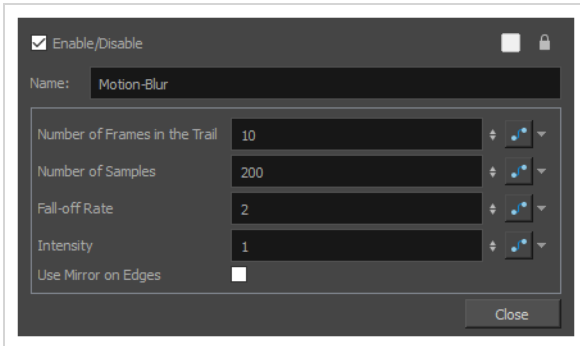 Enable/Disable
Name: Motion-Blur
Number of Frames in the Trail 10
Number of Samples 200
Fall-off Rate 2
Intensity 1
Use Mirror on Edges
Close